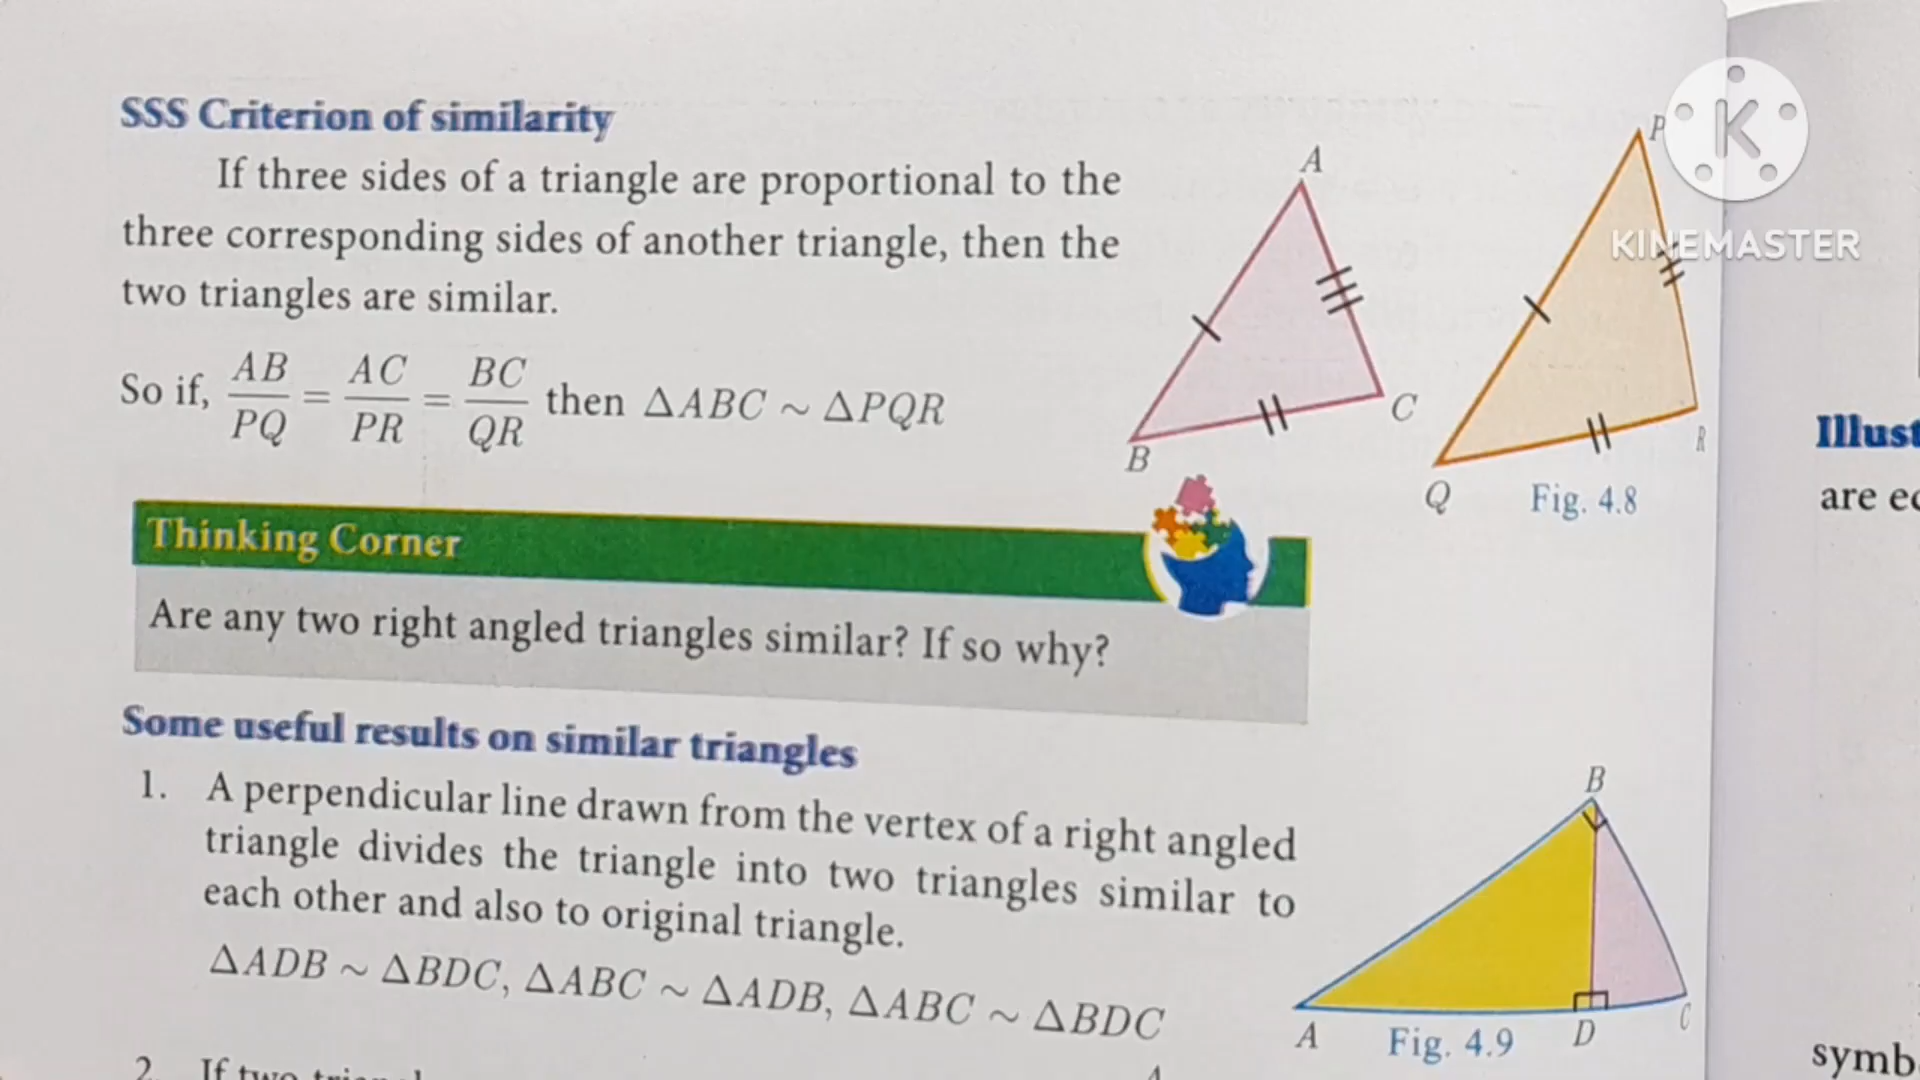 SSS Criterion of similarity
If three sides of a triangle are proportional to the
three corresponding sides of another triangle, then the
two triangles are similar.
So if, AB/PQ = AC/PR = BC/QR then ΔABC ~ ΔPQR
A
B
C
P
Q
R
Fig. 4.8
K
KINEMASTER
Thinking Corner
Are any two right angled triangles similar? If so why?
Some useful results on similar triangles
1. A perpendicular line drawn from the vertex of a right angled
triangle divides the triangle into two triangles similar to
each other and also to original triangle.
ΔADB ~ ΔBDC, ΔABC ~ ΔADB, ΔABC ~ ΔBDC
B
A
D
C
Fig. 4.9
2. If two
A
Illust
are
symb